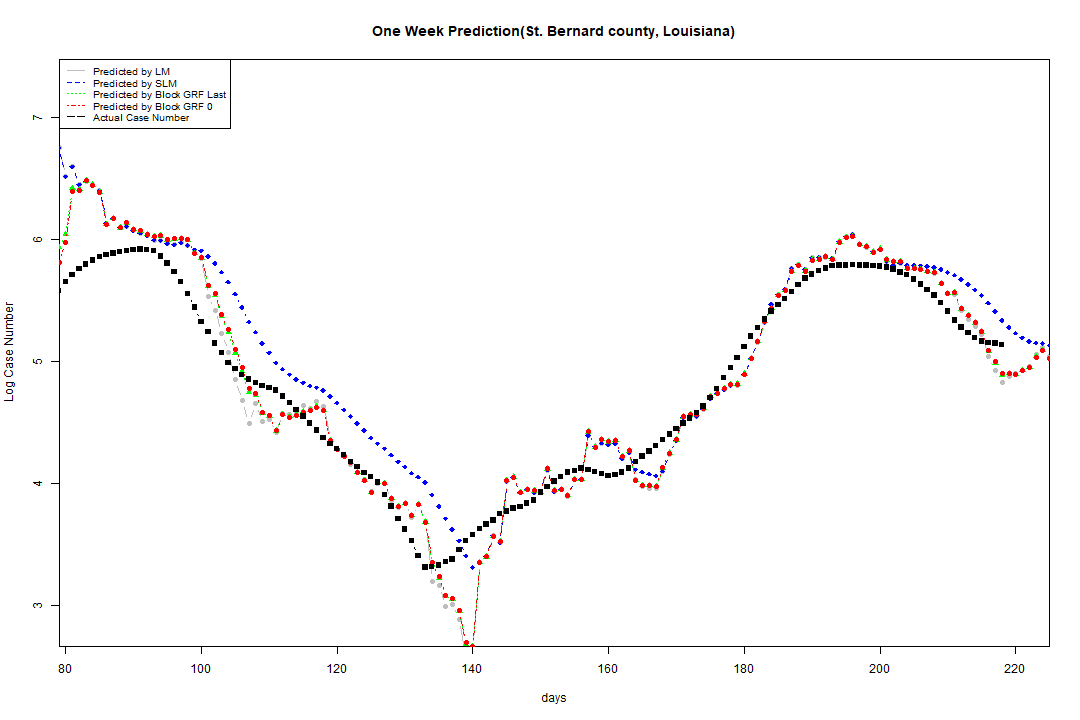 One Week Prediction(St. Bernard county, Louisiana)
Predicted by LM
Predicted by SLM
Predicted by Block GRF Last
Predicted by Block GRF 0
Actual Case Number
7
6
5
4
3
Log Case Number
80 100 120 140 160 180 200 220
days